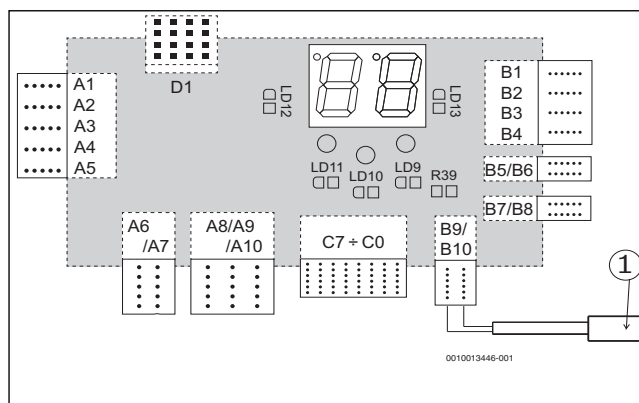 D1
A1
A2
A3
A4
A5
LD12
LD13
B1
B2
B3
B4
LD11
LD10
LD9
R39
B5/B6
B7/B8
A6
/A7
A8/A9
/A10
C7 ÷ C0
B9/
B10
1
0010013446-001